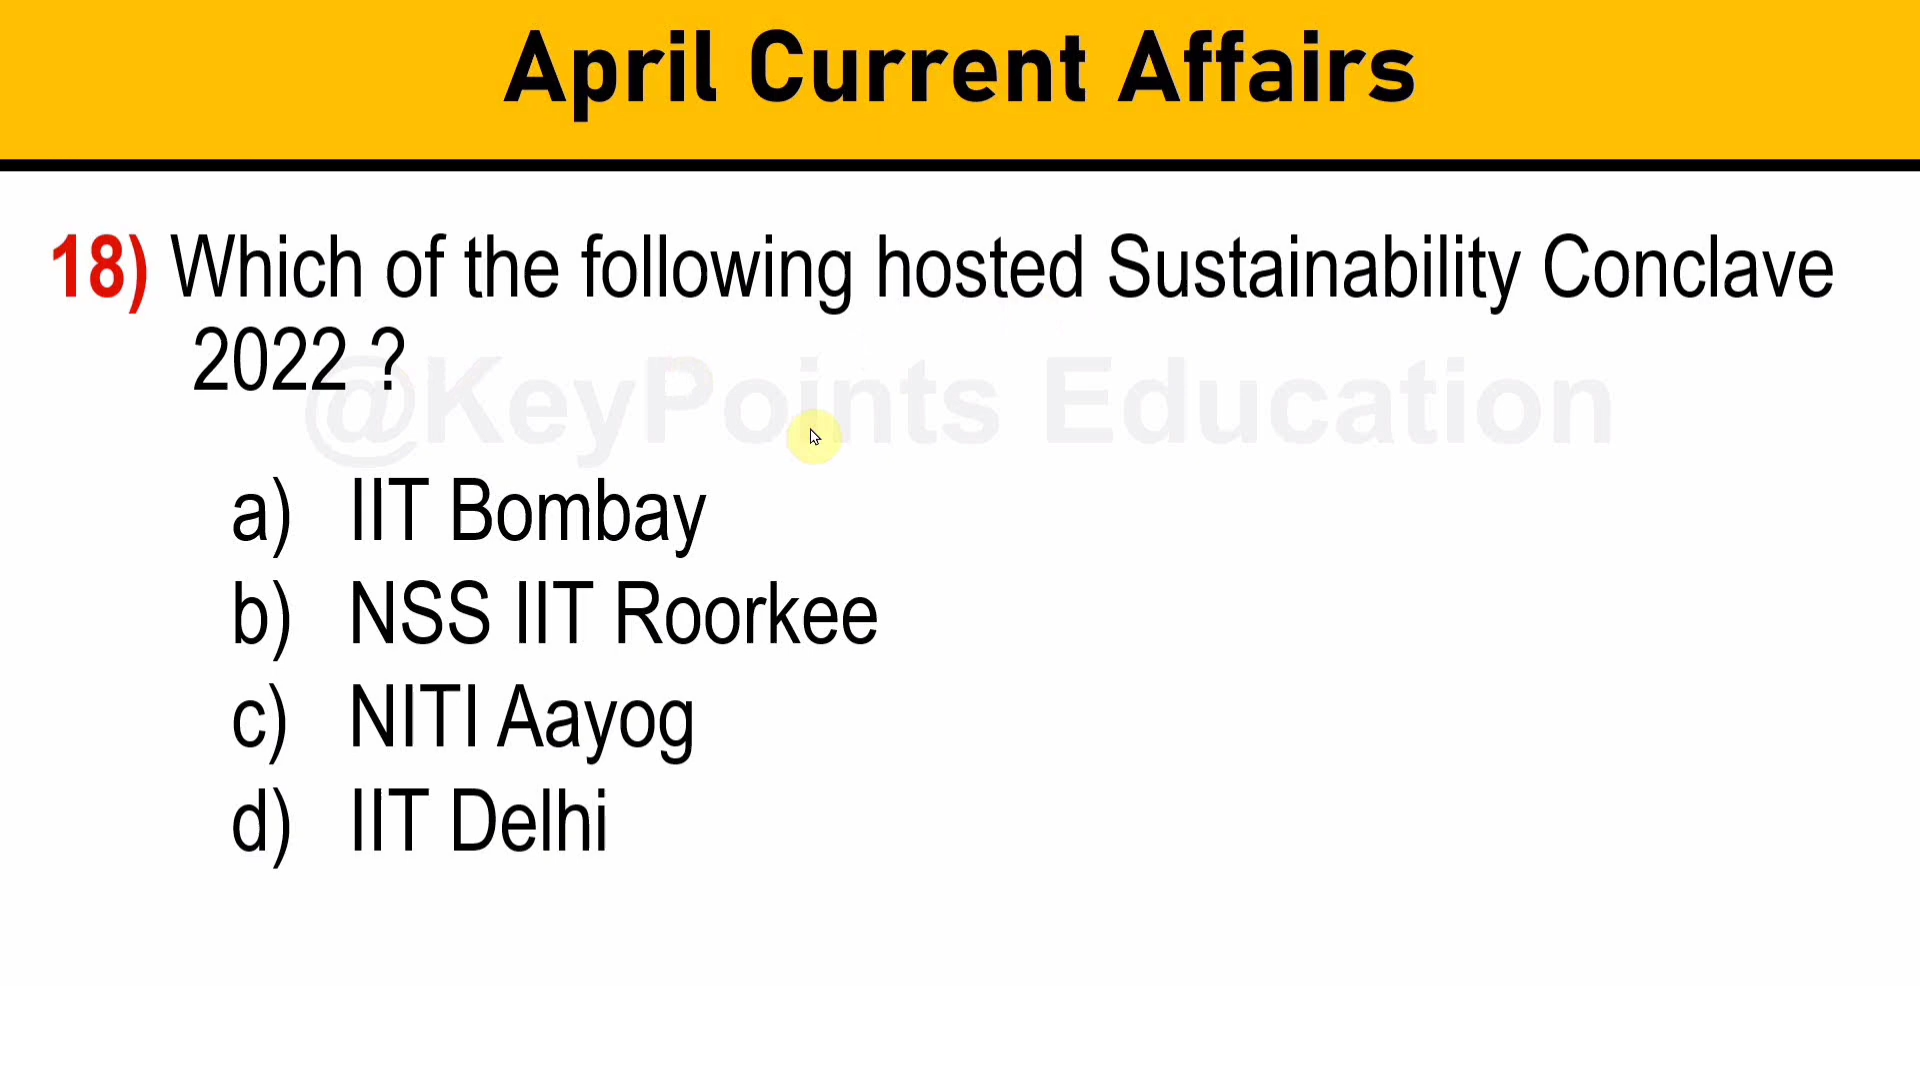 April Current Affairs
18) Which of the following hosted Sustainability Conclave
2022 ?
@KeyPoints Education
a) IIT Bombay
b) NSS IIT Roorkee
c) NITI Aayog
d) IIT Delhi